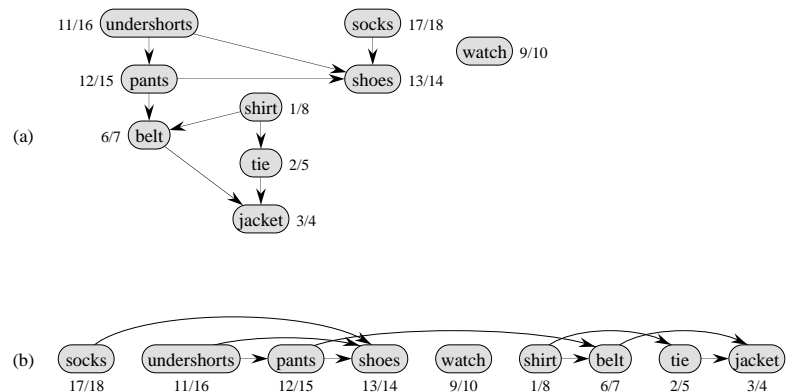 11/16 undershorts socks 17/18
watch 9/10
12/15 pants shoes 13/14
shirt 1/8
(a) 6/7 belt
tie 2/5
jacket 3/4
(b) socks undershorts pants shoes watch shirt belt tie jacket
17/18 11/16 12/15 13/14 9/10 1/8 6/7 2/5 3/4